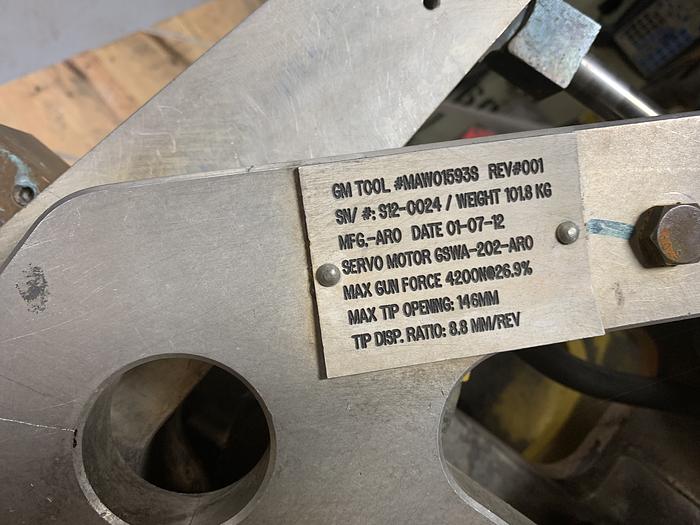 GM TOOL #MAW01593S REV#001
SN/ #: S12-0024 / WEIGHT 101.8 KG
MFG.-ARO DATE 01-07-12
SERVO MOTOR GSWA-202-ARO
MAX GUN FORCE 4200N@26.9%
MAX TIP OPENING: 146MM
TIP DISP. RATIO: 8.8 MM/REV